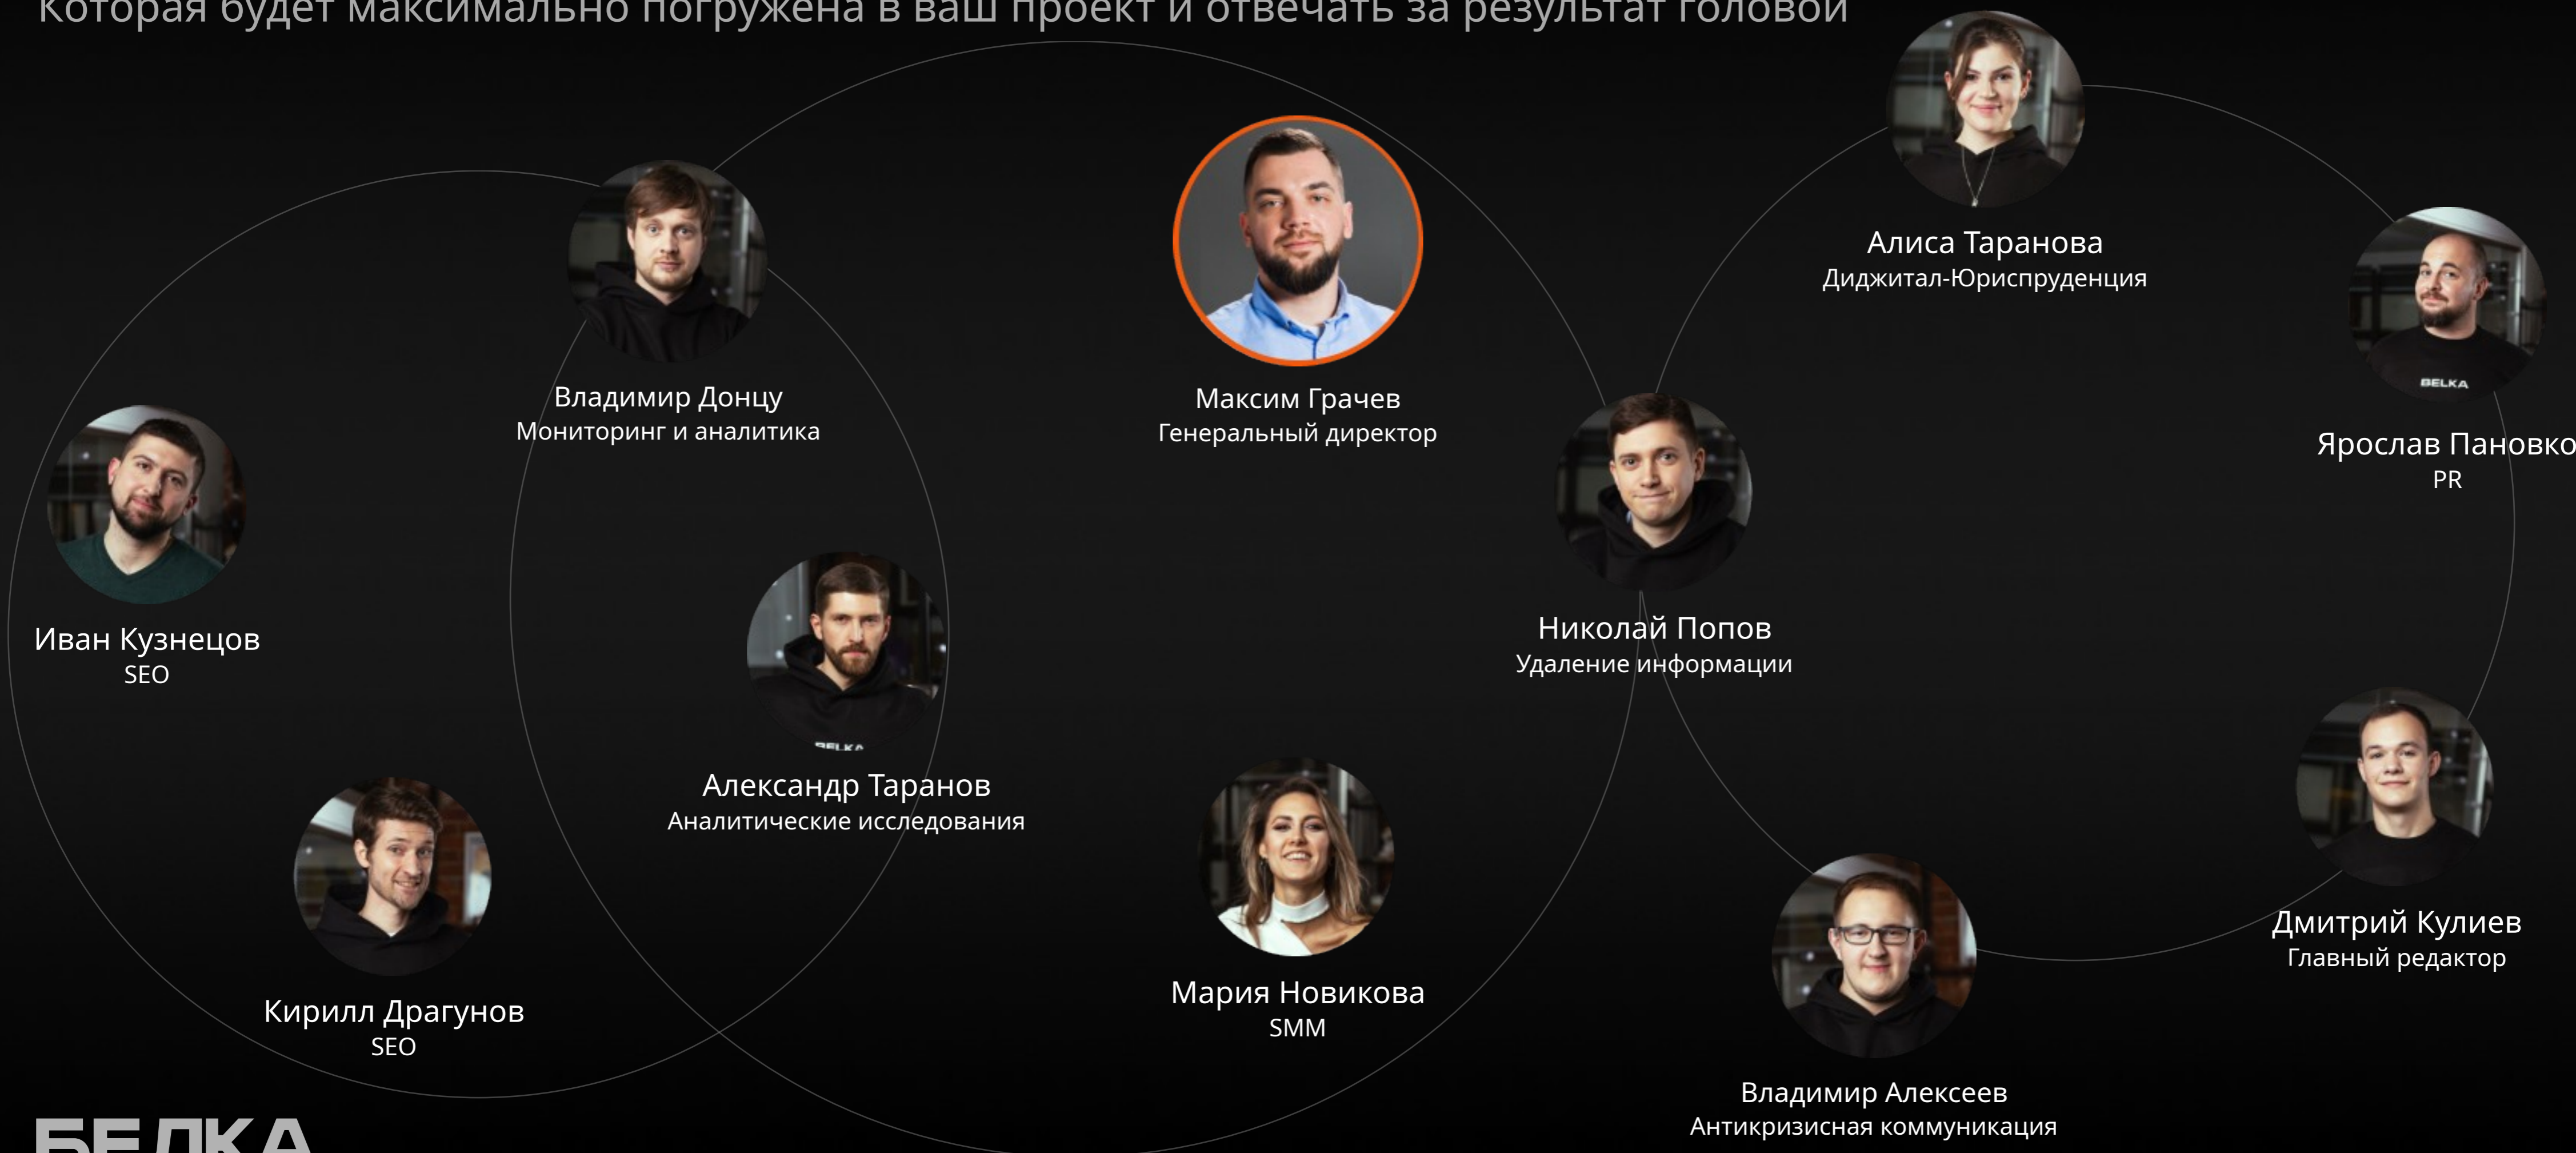 Которая будет максимально погружена в ваш проект и отвечать за результат головой
Алиса Таранова
Диджитал-Юриспруденция
Владимир Донцу
Мониторинг и аналитика
Максим Грачев
Генеральный директор
BELKA
Ярослав Пановко
PR
Иван Кузнецов
SEO
Николай Попов
Удаление информации
BELKA
Александр Таранов
Аналитические исследования
Кирилл Драгунов
SEO
Мария Новикова
SMM
Дмитрий Кулиев
Главный редактор
Владимир Алексеев
Антикризисная коммуникация
БЕЛКА